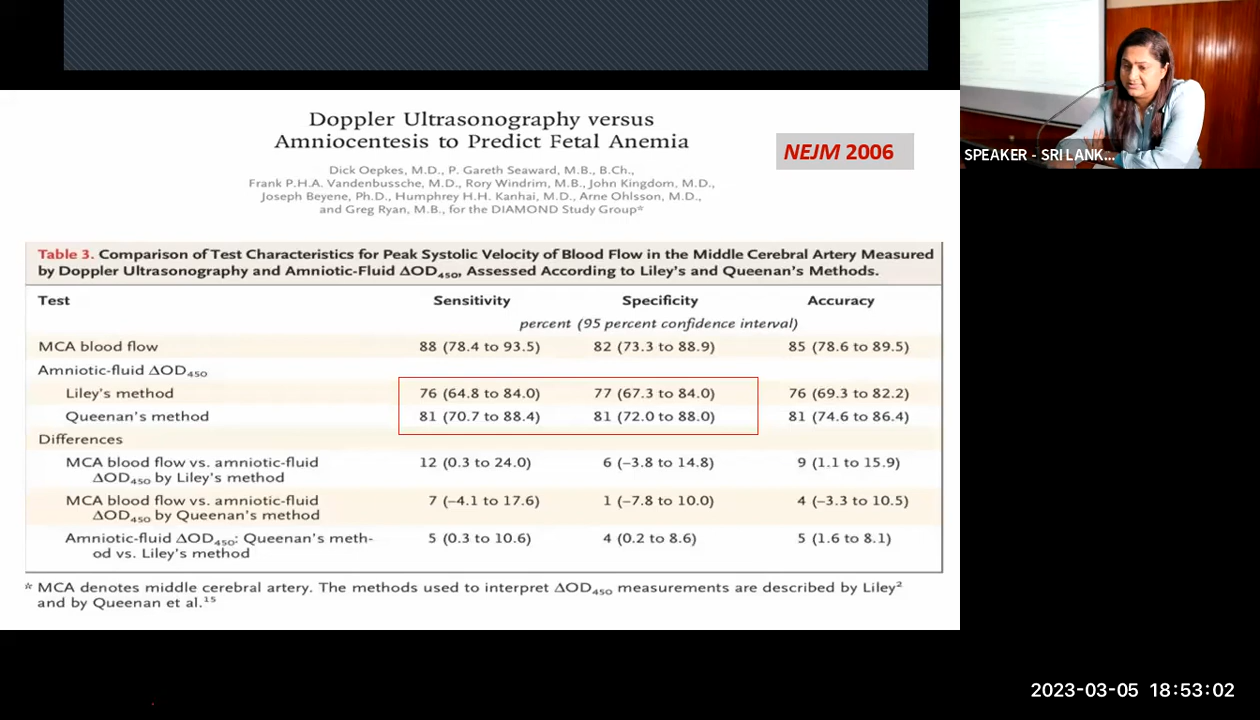 Doppler Ultrasonography versus
Amniocentesis to Predict Fetal Anemia
NEJM 2006
Dick Oepkes, M.D., P. Gareth Seaward, M.B., B.Ch.,
Frank P.H.A. Vandenbussche, M.D., Rory Windrim, M.B., John Kingdom, M.D.,
Joseph Beyene, Ph.D., Humphrey H.H. Kanhai, M.D., Arne Ohlsson, M.D.,
and Greg Ryan, M.B., for the DIAMOND Study Group*
SPEAKER - SRI LANK...
Table 3. Comparison of Test Characteristics for Peak Systolic Velocity of Blood Flow in the Middle Cerebral Artery Measured
by Doppler Ultrasonography and Amniotic-Fluid ΔOD₄₅₀, Assessed According to Liley's and Queenan's Methods.
Test Sensitivity Specificity Accuracy
percent (95 percent confidence interval)
MCA blood flow 88 (78.4 to 93.5) 82 (73.3 to 88.9) 85 (78.6 to 89.5)
Amniotic-fluid ΔOD₄₅₀
Liley's method 76 (64.8 to 84.0) 77 (67.3 to 84.0) 76 (69.3 to 82.2)
Queenan's method 81 (70.7 to 88.4) 81 (72.0 to 88.0) 81 (74.6 to 86.4)
Differences
MCA blood flow vs. amniotic-fluid 12 (0.3 to 24.0) 6 (−3.8 to 14.8) 9 (1.1 to 15.9)
ΔOD₄₅₀ by Liley's method
MCA blood flow vs. amniotic-fluid 7 (−4.1 to 17.6) 1 (−7.8 to 10.0) 4 (−3.3 to 10.5)
ΔOD₄₅₀ by Queenan's method
Amniotic-fluid ΔOD₄₅₀: Queenan's meth- 5 (0.3 to 10.6) 4 (0.2 to 8.6) 5 (1.6 to 8.1)
od vs. Liley's method
* MCA denotes middle cerebral artery. The methods used to interpret ΔOD₄₅₀ measurements are described by Liley²
and by Queenan et al.¹⁵
2023-03-05 18:53:02